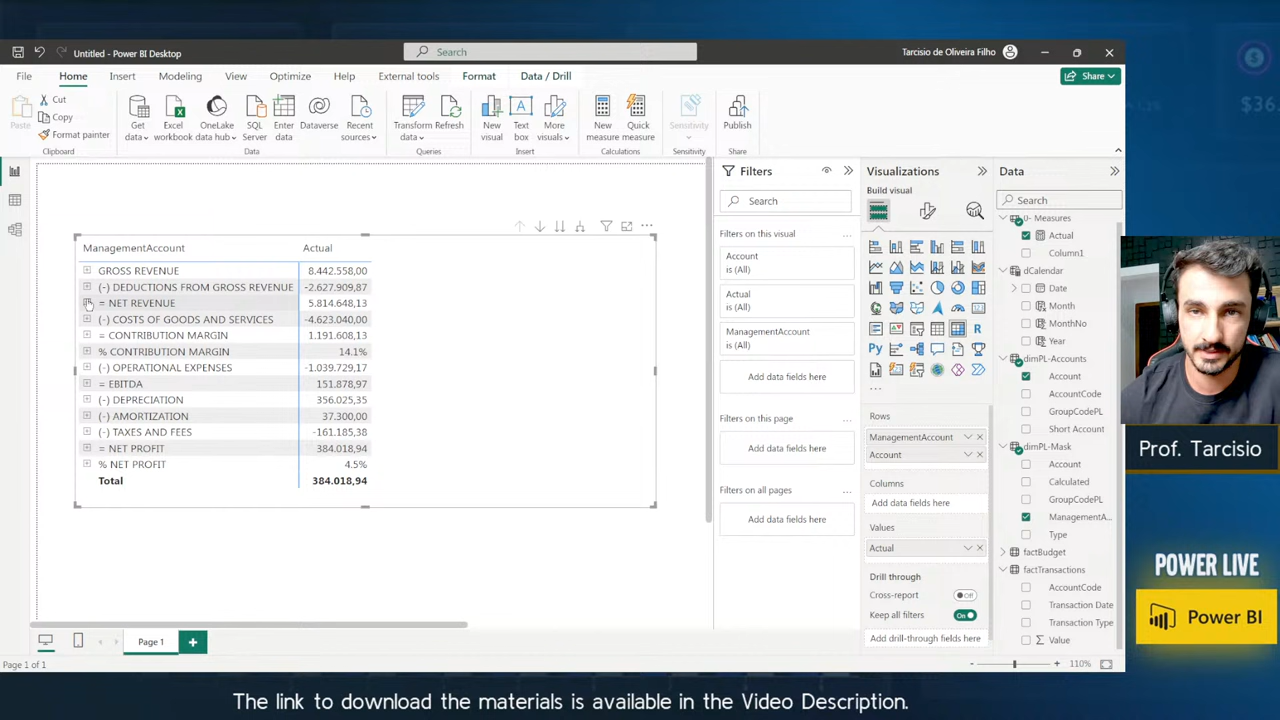 Untitled - Power BI Desktop
Search
Tarcisio de Oliveira Filho
File
Home
Insert
Modeling
View
Optimize
Help
External tools
Format
Data / Drill
Share
Paste
Cut
Copy
Format painter
Get data
Excel workbook
OneLake data hub
SQL Server
Enter data
Dataverse
Recent sources
Transform data
Refresh
New visual
Text box
More visuals
New measure
Quick measure
Sensitivity
Publish
Clipboard
Data
Queries
Insert
Calculations
Sensitivity
Share
ManagementAccount Actual
GROSS REVENUE 8.442.558,00
(-) DEDUCTIONS FROM GROSS REVENUE -2.627.909,87
= NET REVENUE 5.814.648,13
(-) COSTS OF GOODS AND SERVICES -4.623.040,00
= CONTRIBUTION MARGIN 1.191.608,13
% CONTRIBUTION MARGIN 14.1%
(-) OPERATIONAL EXPENSES -1.039.729,17
= EBITDA 151.878,97
(-) DEPRECIATION 356.025,35
(-) AMORTIZATION 37.300,00
(-) TAXES AND FEES -161.185,38
= NET PROFIT 384.018,94
% NET PROFIT 4.5%
Total 384.018,94
Page 1
Page 1 of 1
110%
Filters
Search
Filters on this visual
Account
is (All)
Actual
is (All)
ManagementAccount
is (All)
Add data fields here
Filters on this page
Add data fields here
Filters on all pages
Add data fields here
Visualizations
Build visual
R
Py
Rows
ManagementAccount
Account
Columns
Add data fields here
Values
Actual
Drill through
Cross-report
Off
Keep all filters
On
Add drill-through fields here
Data
Search
0- Measures
Actual
Column1
dCalendar
Date
Month
MonthNo
Year
dimPL-Accounts
Account
AccountCode
GroupCodePL
Short Account
dimPL-Mask
Account
Calculated
GroupCodePL
ManagementA...
Type
factBudget
factTransactions
AccountCode
Transaction Date
Transaction Type
Value
Prof. Tarcisio
POWER LIVE
Power BI
The link to download the materials is available in the Video Description.